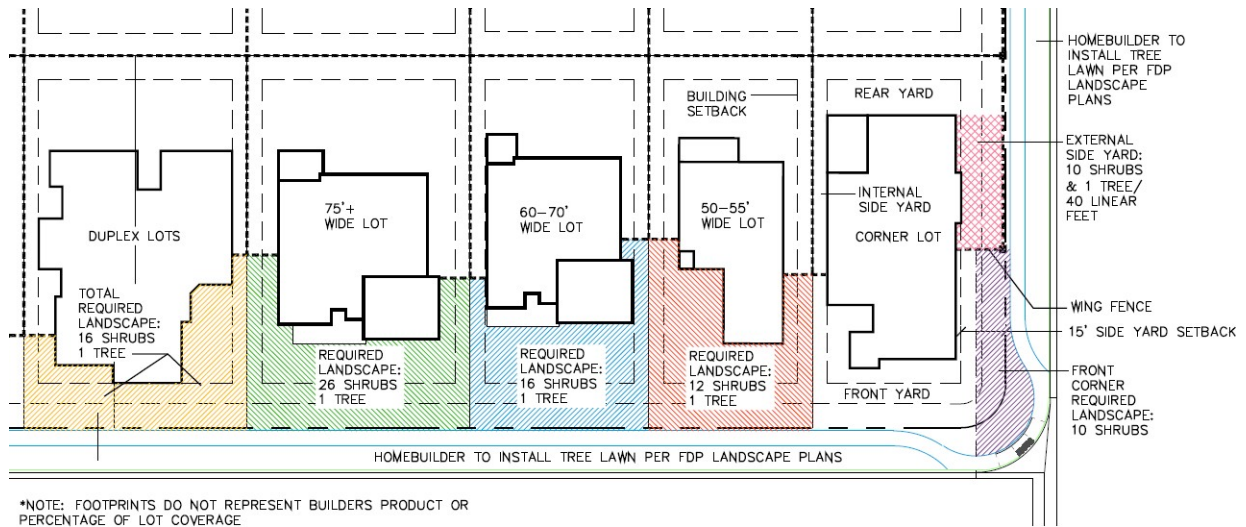 HOMEBUILDER TO
INSTALL TREE
LAWN PER FDP
LANDSCAPE
PLANS
BUILDING
SETBACK
REAR YARD
EXTERNAL
SIDE YARD:
10 SHRUBS
& 1 TREE/
40 LINEAR
FEET
DUPLEX LOTS
75'+
WIDE LOT
60-70'
WIDE LOT
50-55'
WIDE LOT
INTERNAL
SIDE YARD
CORNER LOT
TOTAL
REQUIRED
LANDSCAPE:
16 SHRUBS
1 TREE
REQUIRED
LANDSCAPE:
26 SHRUBS
1 TREE
REQUIRED
LANDSCAPE:
16 SHRUBS
1 TREE
REQUIRED
LANDSCAPE:
12 SHRUBS
1 TREE
WING FENCE
15' SIDE YARD SETBACK
FRONT YARD
FRONT
CORNER
REQUIRED
LANDSCAPE:
10 SHRUBS
HOMEBUILDER TO INSTALL TREE LAWN PER FDP LANDSCAPE PLANS
*NOTE: FOOTPRINTS DO NOT REPRESENT BUILDERS PRODUCT OR
PERCENTAGE OF LOT COVERAGE